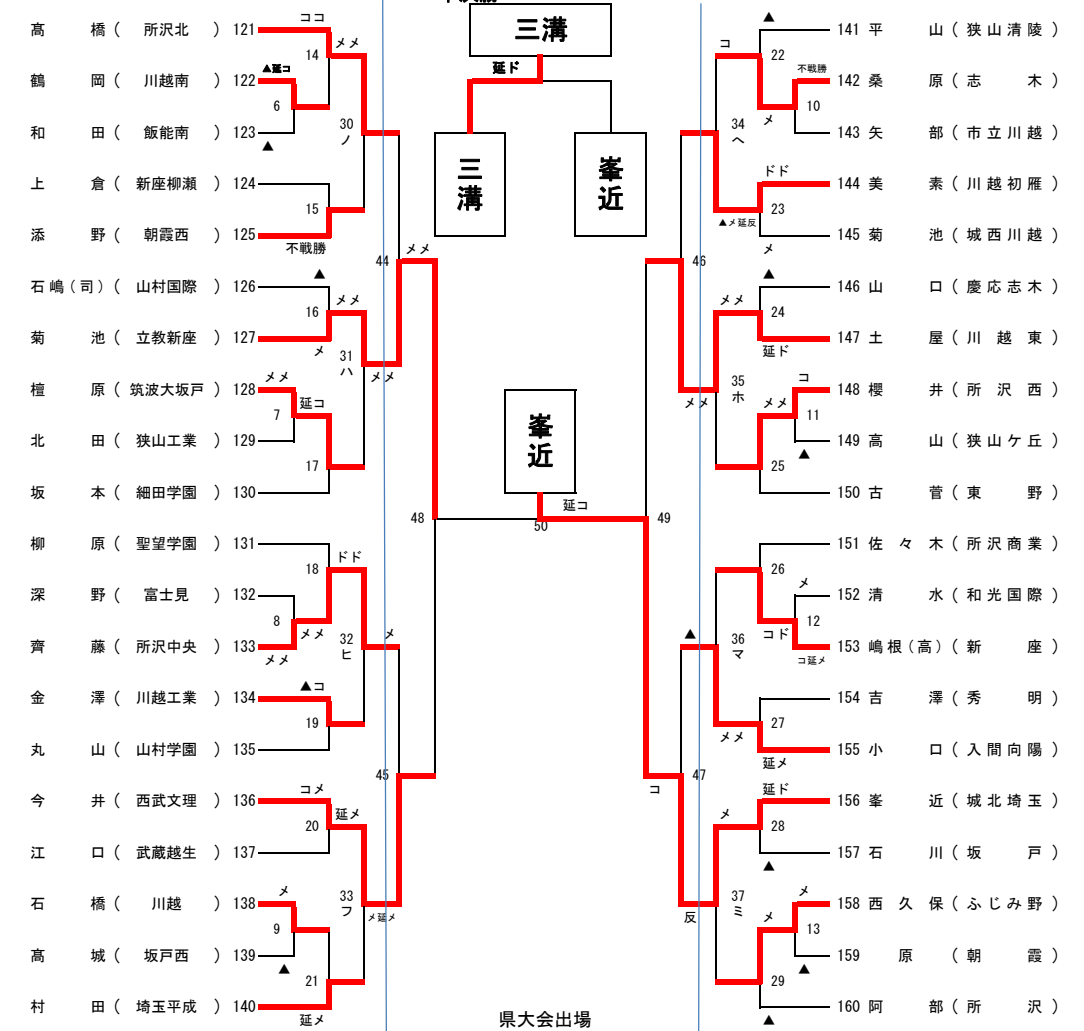 三溝
延ド
三溝
峯近
峯近
延コ
50
48
49
44
45
46
47
県大会出場
ココ
高橋（所沢北）121
14
メメ
▲延コ
鶴岡（川越南）122
6
和田（飯能南）123
▲
30
ノ
上倉（新座柳瀬）124
15
添野（朝霞西）125
不戦勝
メメ
▲
石嶋(司)（山村国際）126
16
メメ
菊池（立教新座）127
メ
31
ハ
メメ
メメ
檀原（筑波大坂戸）128
延コ
7
北田（狭山工業）129
17
坂本（細田学園）130
柳原（聖望学園）131
18
ドド
深野（富士見）132
8
メメ
齊藤（所沢中央）133
メメ
32
ヒ
メ
▲コ
金澤（川越工業）134
19
丸山（山村学園）135
コメ
今井（西武文理）136
20
延メ
江口（武蔵越生）137
メ
石橋（川越）138
9
33
フ
メ延メ
髙城（坂戸西）139
▲
21
村田（埼玉平成）140
延メ
▲
141 平山（狭山清陵）
コ
22
不戦勝
142 桑原（志木）
10
メ
143 矢部（市立川越）
34
ヘ
ドド
144 美素（川越初雁）
23
▲メ延反
145 菊池（城西川越）
メ
▲
146 山口（慶応志木）
メメ
24
147 土屋（川越東）
延ド
35
ホ
メメ
コ
148 櫻井（所沢西）
メメ
11
149 高山（狭山ケ丘）
▲
25
150 古菅（東野）
151 佐々木（所沢商業）
26
メ
152 清水（和光国際）
12
コド
153 嶋根(高)（新座）
コ延メ
▲
36
マ
154 吉澤（秀明）
27
メメ
155 小口（入間向陽）
延メ
コ
延ド
156 峯近（城北埼玉）
メ
28
157 石川（坂戸）
▲
メ
158 西久保（ふじみ野）
37
ミ
反
メ
13
159 原（朝霞）
▲
29
160 阿部（所沢）
▲